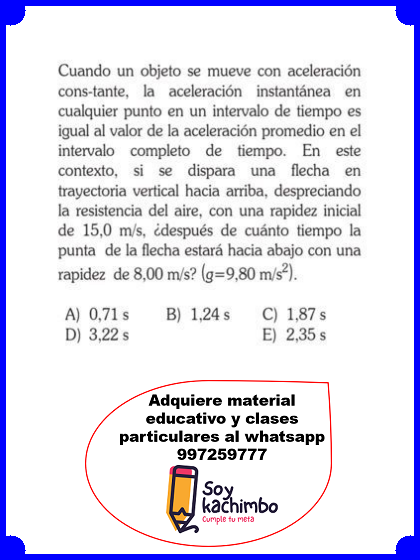 Cuando un objeto se mueve con aceleración
cons-tante, la aceleración instantánea en
cualquier punto en un intervalo de tiempo es
igual al valor de la aceleración promedio en el
intervalo completo de tiempo. En este
contexto, si se dispara una flecha en
trayectoria vertical hacia arriba, despreciando
la resistencia del aire, con una rapidez inicial
de 15,0 m/s, ¿después de cuánto tiempo la
punta de la flecha estará hacia abajo con una
rapidez de 8,00 m/s? (g=9,80 m/s²).
A) 0,71 s B) 1,24 s C) 1,87 s
D) 3,22 s E) 2,35 s
Adquiere material
educativo y clases
particulares al whatsapp
997259777
Soy
kachimbo
Cumple tu meta